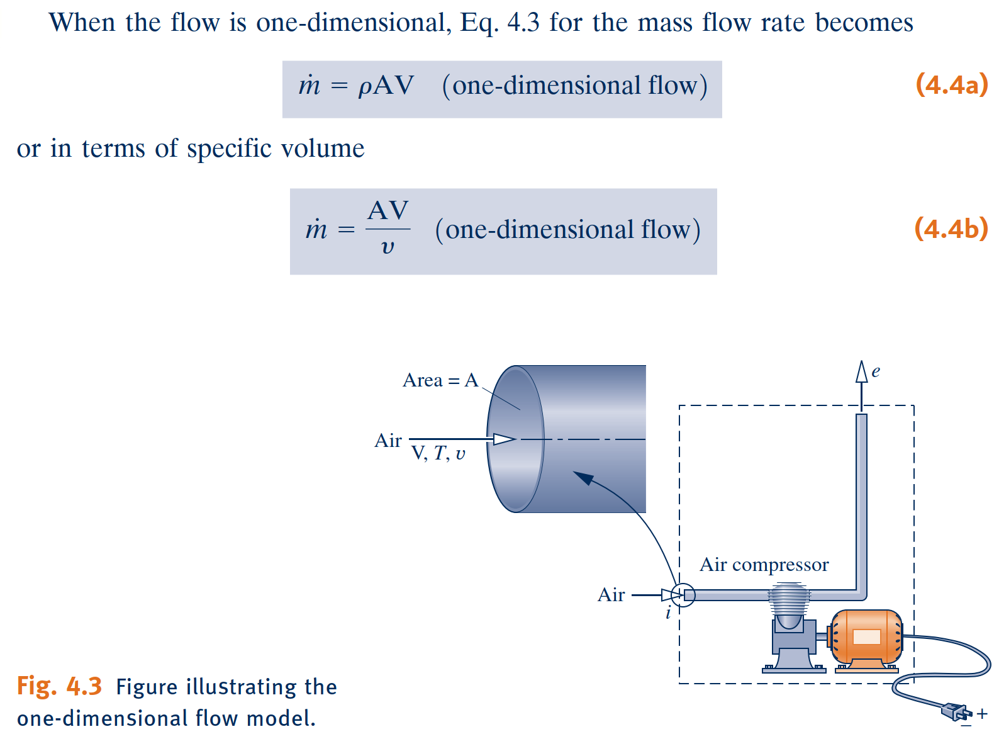 When the flow is one-dimensional, Eq. 4.3 for the mass flow rate becomes
ṁ = ρAV (one-dimensional flow) (4.4a)
or in terms of specific volume
ṁ = AV/υ (one-dimensional flow) (4.4b)
Area = A
Air
V, T, υ
e
Air compressor
Air
i
Fig. 4.3 Figure illustrating the
one-dimensional flow model.
+
–